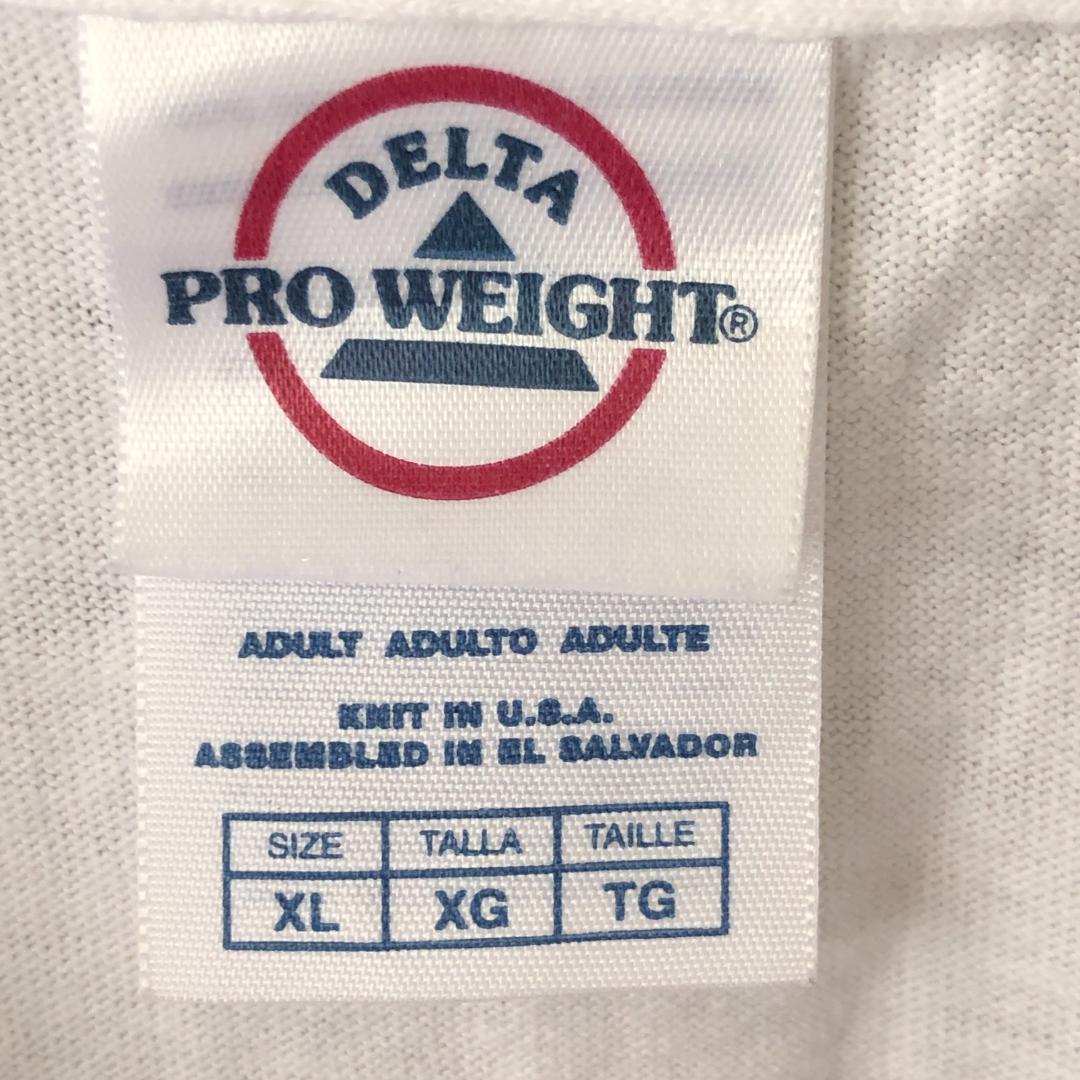 DELTA
PRO WEIGHT®
ADULT ADULTO ADULTE
KNIT IN U.S.A.
ASSEMBLED IN EL SALVADOR
SIZE TALLA TAILLE
XL XG TG